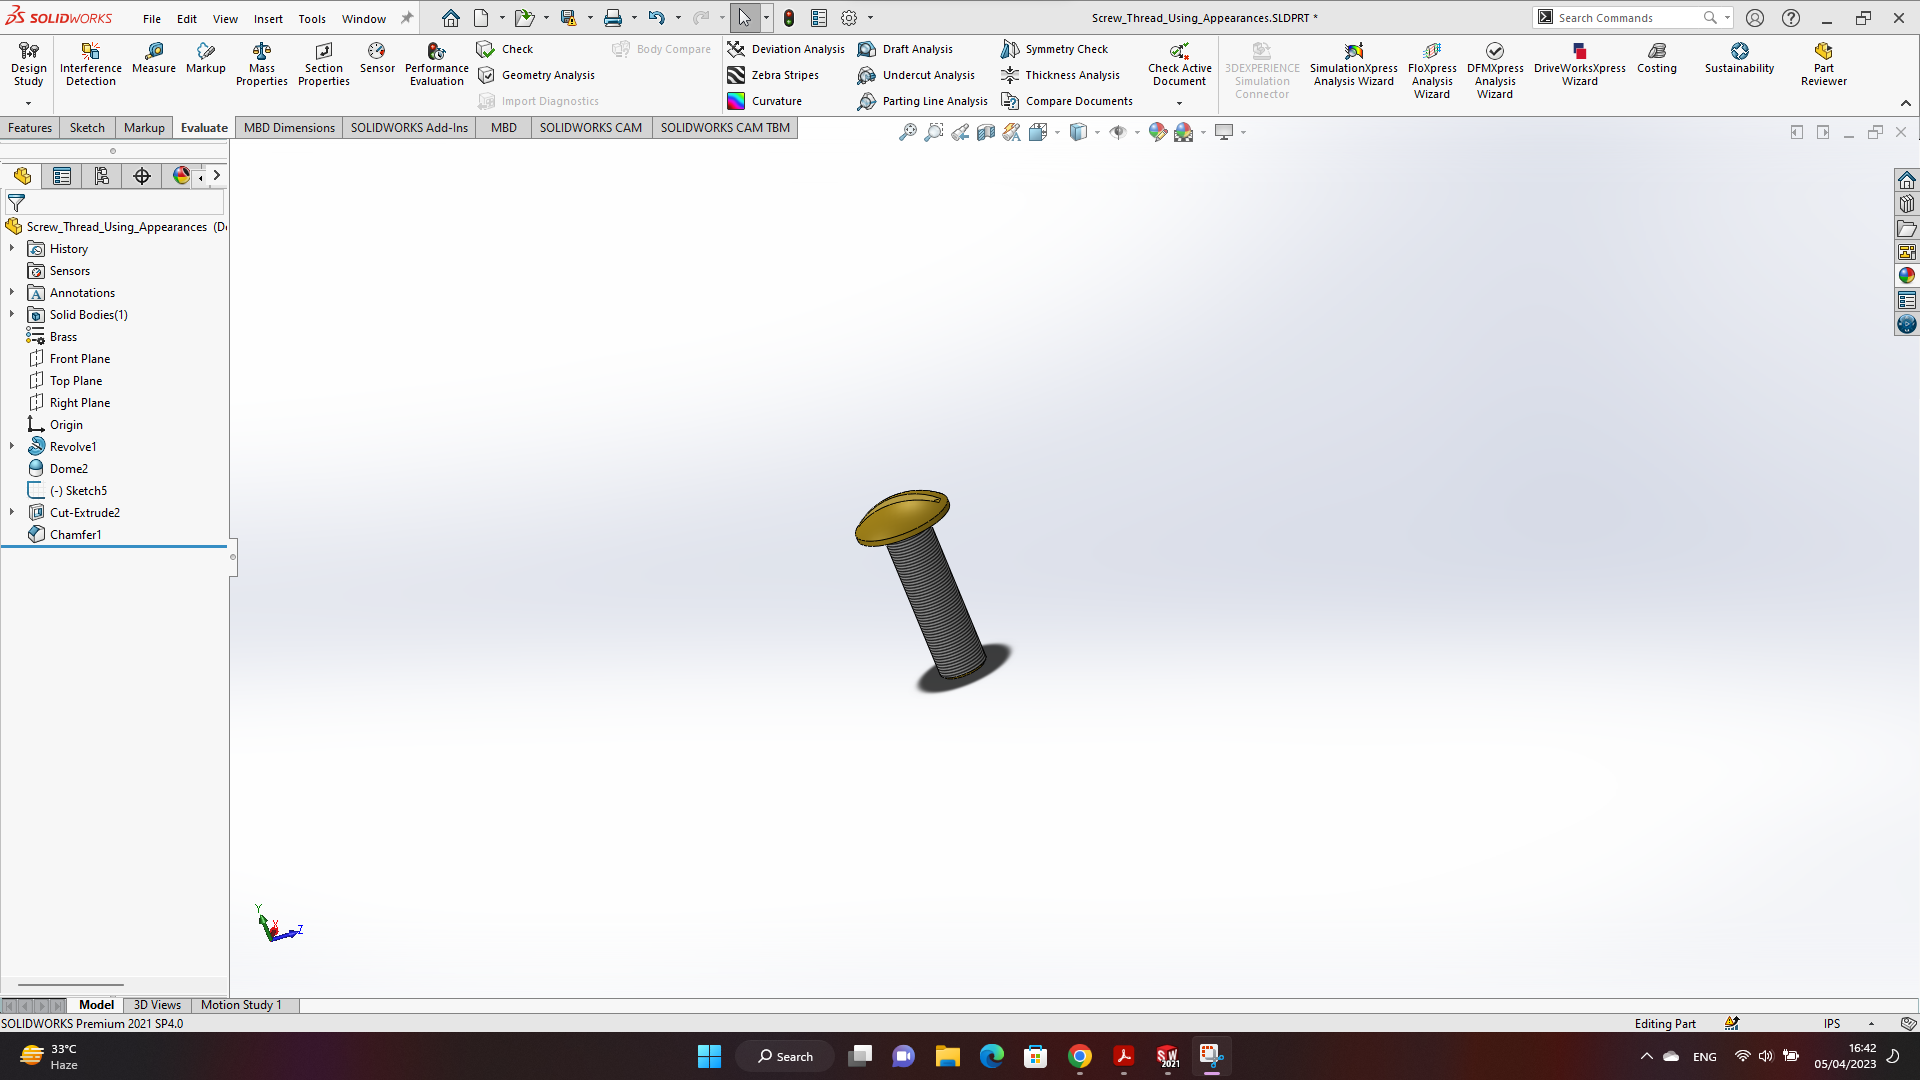 SOLIDWORKS File Edit View Insert Tools Window Screw_Thread_Using_Appearances.SLDPRT * Search Commands
Design Study
Interference Detection
Measure
Markup
Mass Properties
Section Properties
Sensor
Performance Evaluation
Check
Geometry Analysis
Import Diagnostics
Body Compare
Deviation Analysis
Zebra Stripes
Curvature
Draft Analysis
Undercut Analysis
Parting Line Analysis
Symmetry Check
Thickness Analysis
Compare Documents
Check Active Document
3DEXPERIENCE Simulation Connector
SimulationXpress Analysis Wizard
FloXpress Analysis Wizard
DFMXpress Analysis Wizard
DriveWorksXpress Wizard
Costing
Sustainability
Part Reviewer
Features Sketch Markup Evaluate MBD Dimensions SOLIDWORKS Add-Ins MBD SOLIDWORKS CAM SOLIDWORKS CAM TBM
Screw_Thread_Using_Appearances (D
History
Sensors
Annotations
Solid Bodies(1)
Brass
Front Plane
Top Plane
Right Plane
Origin
Revolve1
Dome2
(-) Sketch5
Cut-Extrude2
Chamfer1
Y
X
Z
Model 3D Views Motion Study 1
SOLIDWORKS Premium 2021 SP4.0 Editing Part IPS
33°C
Haze
Search
SW
2021
ENG
16:42
05/04/2023